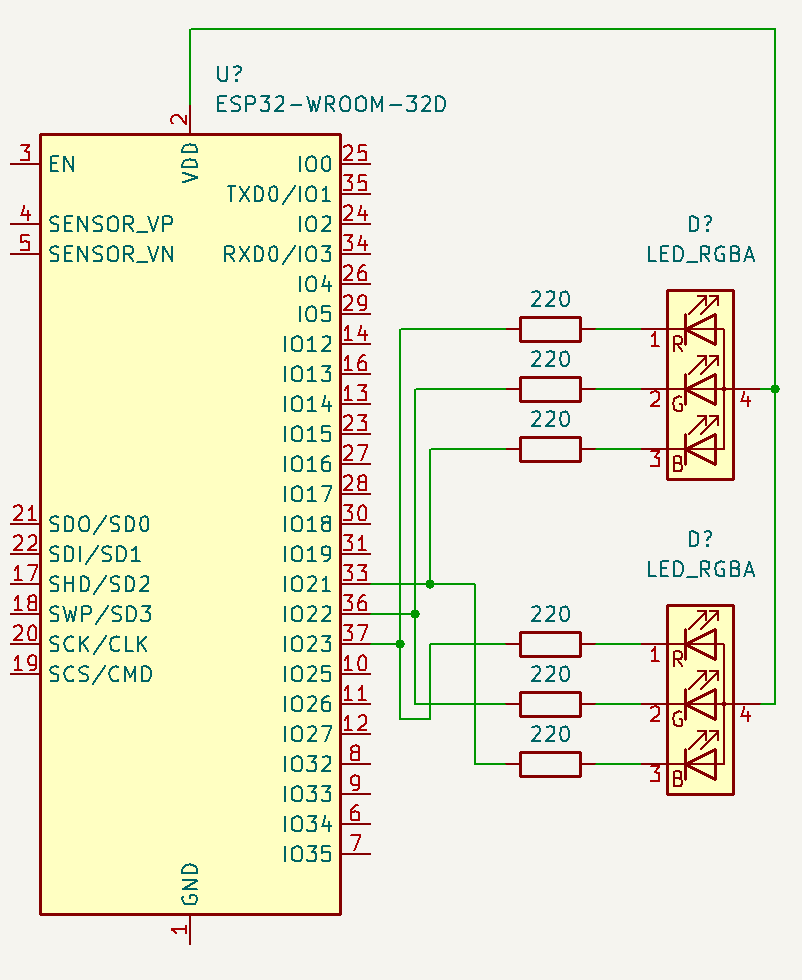 U?
ESP32-WROOM-32D
2
VDD
3 EN
4 SENSOR_VP
5 SENSOR_VN
21 SDO/SD0
22 SDI/SD1
17 SHD/SD2
18 SWP/SD3
20 SCK/CLK
19 SCS/CMD
IO0 25
TXD0/IO1 35
IO2 24
RXD0/IO3 34
IO4 26
IO5 29
IO12 14
IO13 16
IO14 13
IO15 23
IO16 27
IO17 28
IO18 30
IO19 31
IO21 33
IO22 36
IO23 37
IO25 10
IO26 11
IO27 12
IO32 8
IO33 9
IO34 6
IO35 7
GND
1
220
220
220
D?
LED_RGBA
1 R
2 G
3 B
4
220
220
220
D?
LED_RGBA
1 R
2 G
3 B
4